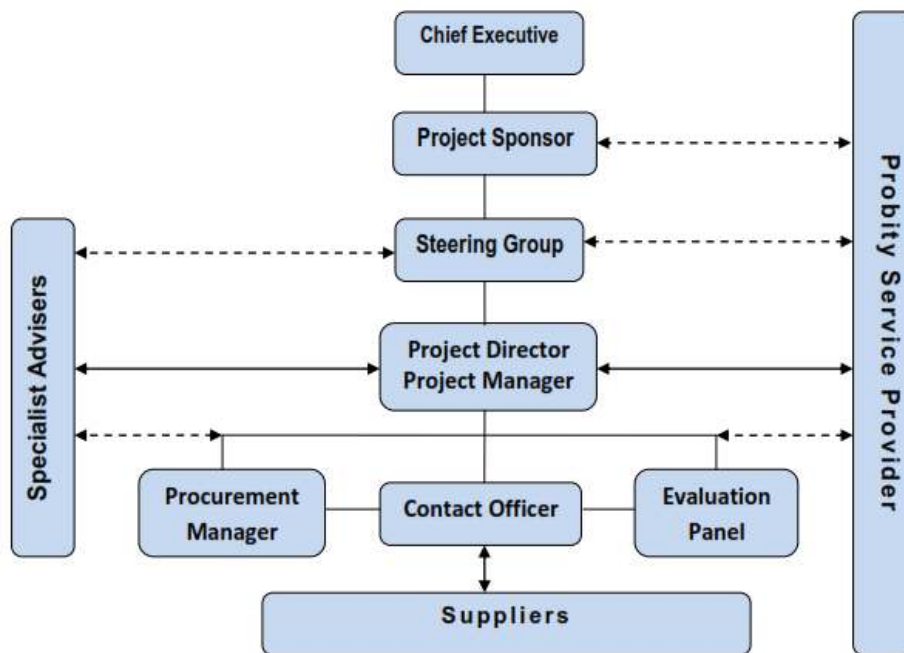 Chief Executive
Project Sponsor
Steering Group
Project Director
Project Manager
Procurement
Manager
Contact Officer
Evaluation
Panel
Suppliers
Specialist Advisers
Probity Service Provider